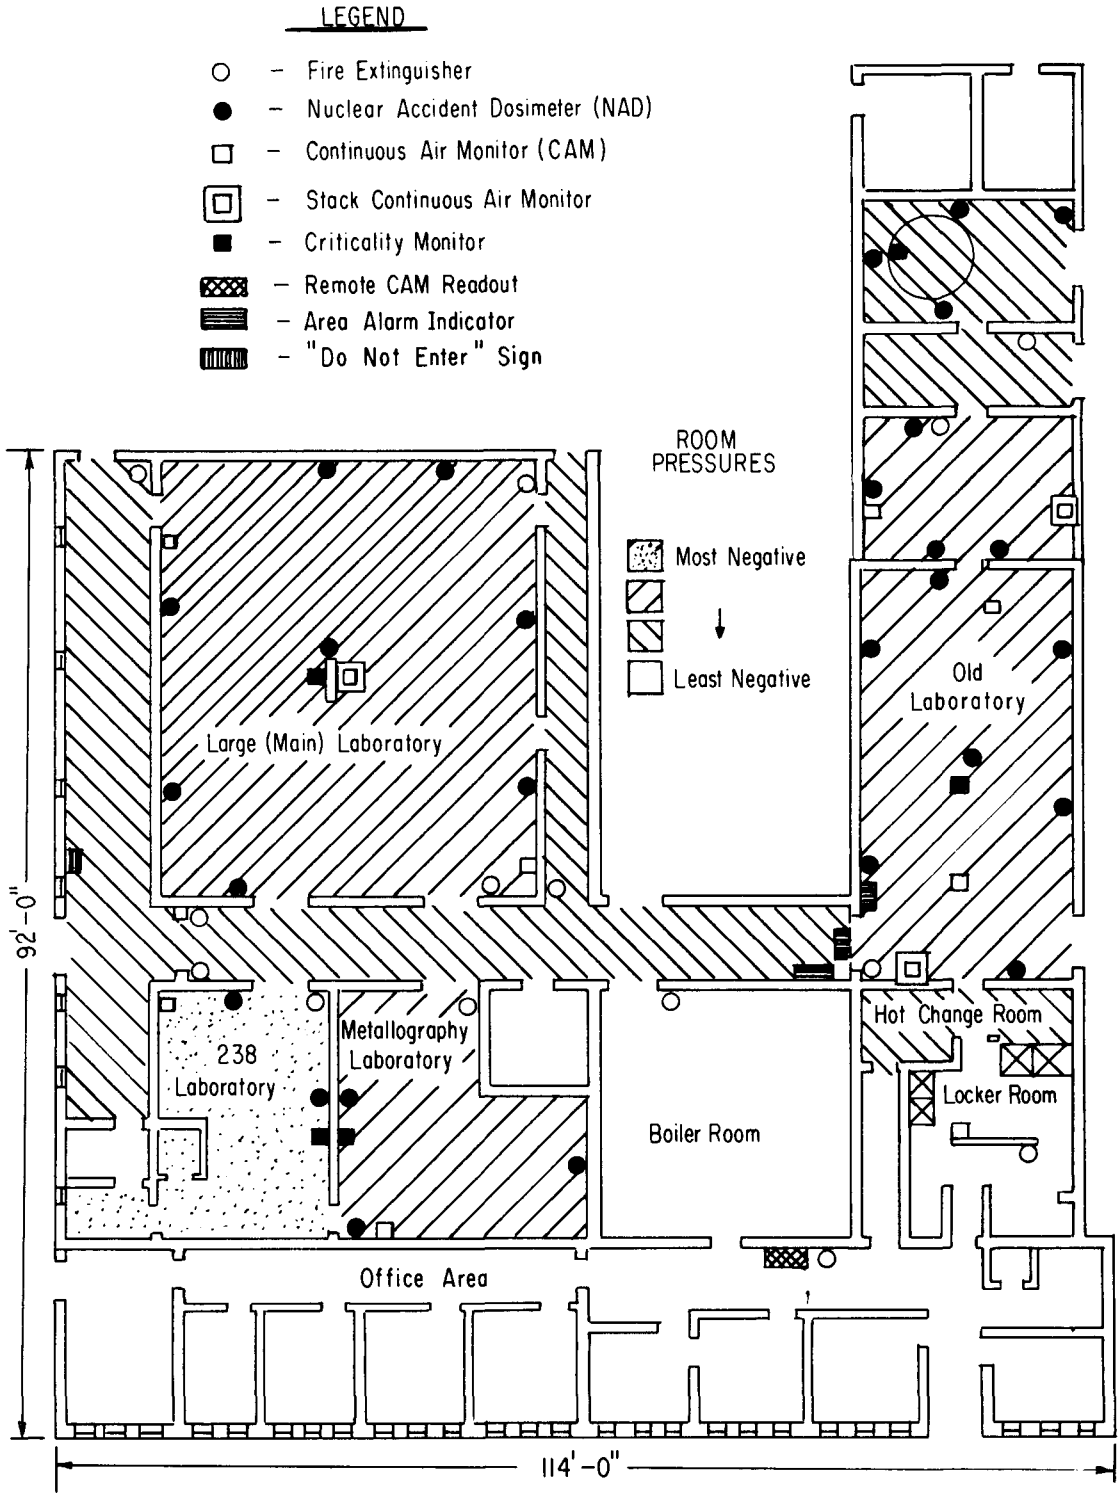 LEGEND
- Fire Extinguisher
- Nuclear Accident Dosimeter (NAD)
- Continuous Air Monitor (CAM)
- Stack Continuous Air Monitor
- Criticality Monitor
- Remote CAM Readout
- Area Alarm Indicator
- "Do Not Enter" Sign
ROOM
PRESSURES
Most Negative
Least Negative
Old
Laboratory
Large (Main) Laboratory
92'-0"
Hot Change Room
Metallography
Laboratory
238
Laboratory
Locker Room
Boiler Room
Office Area
114'-0"